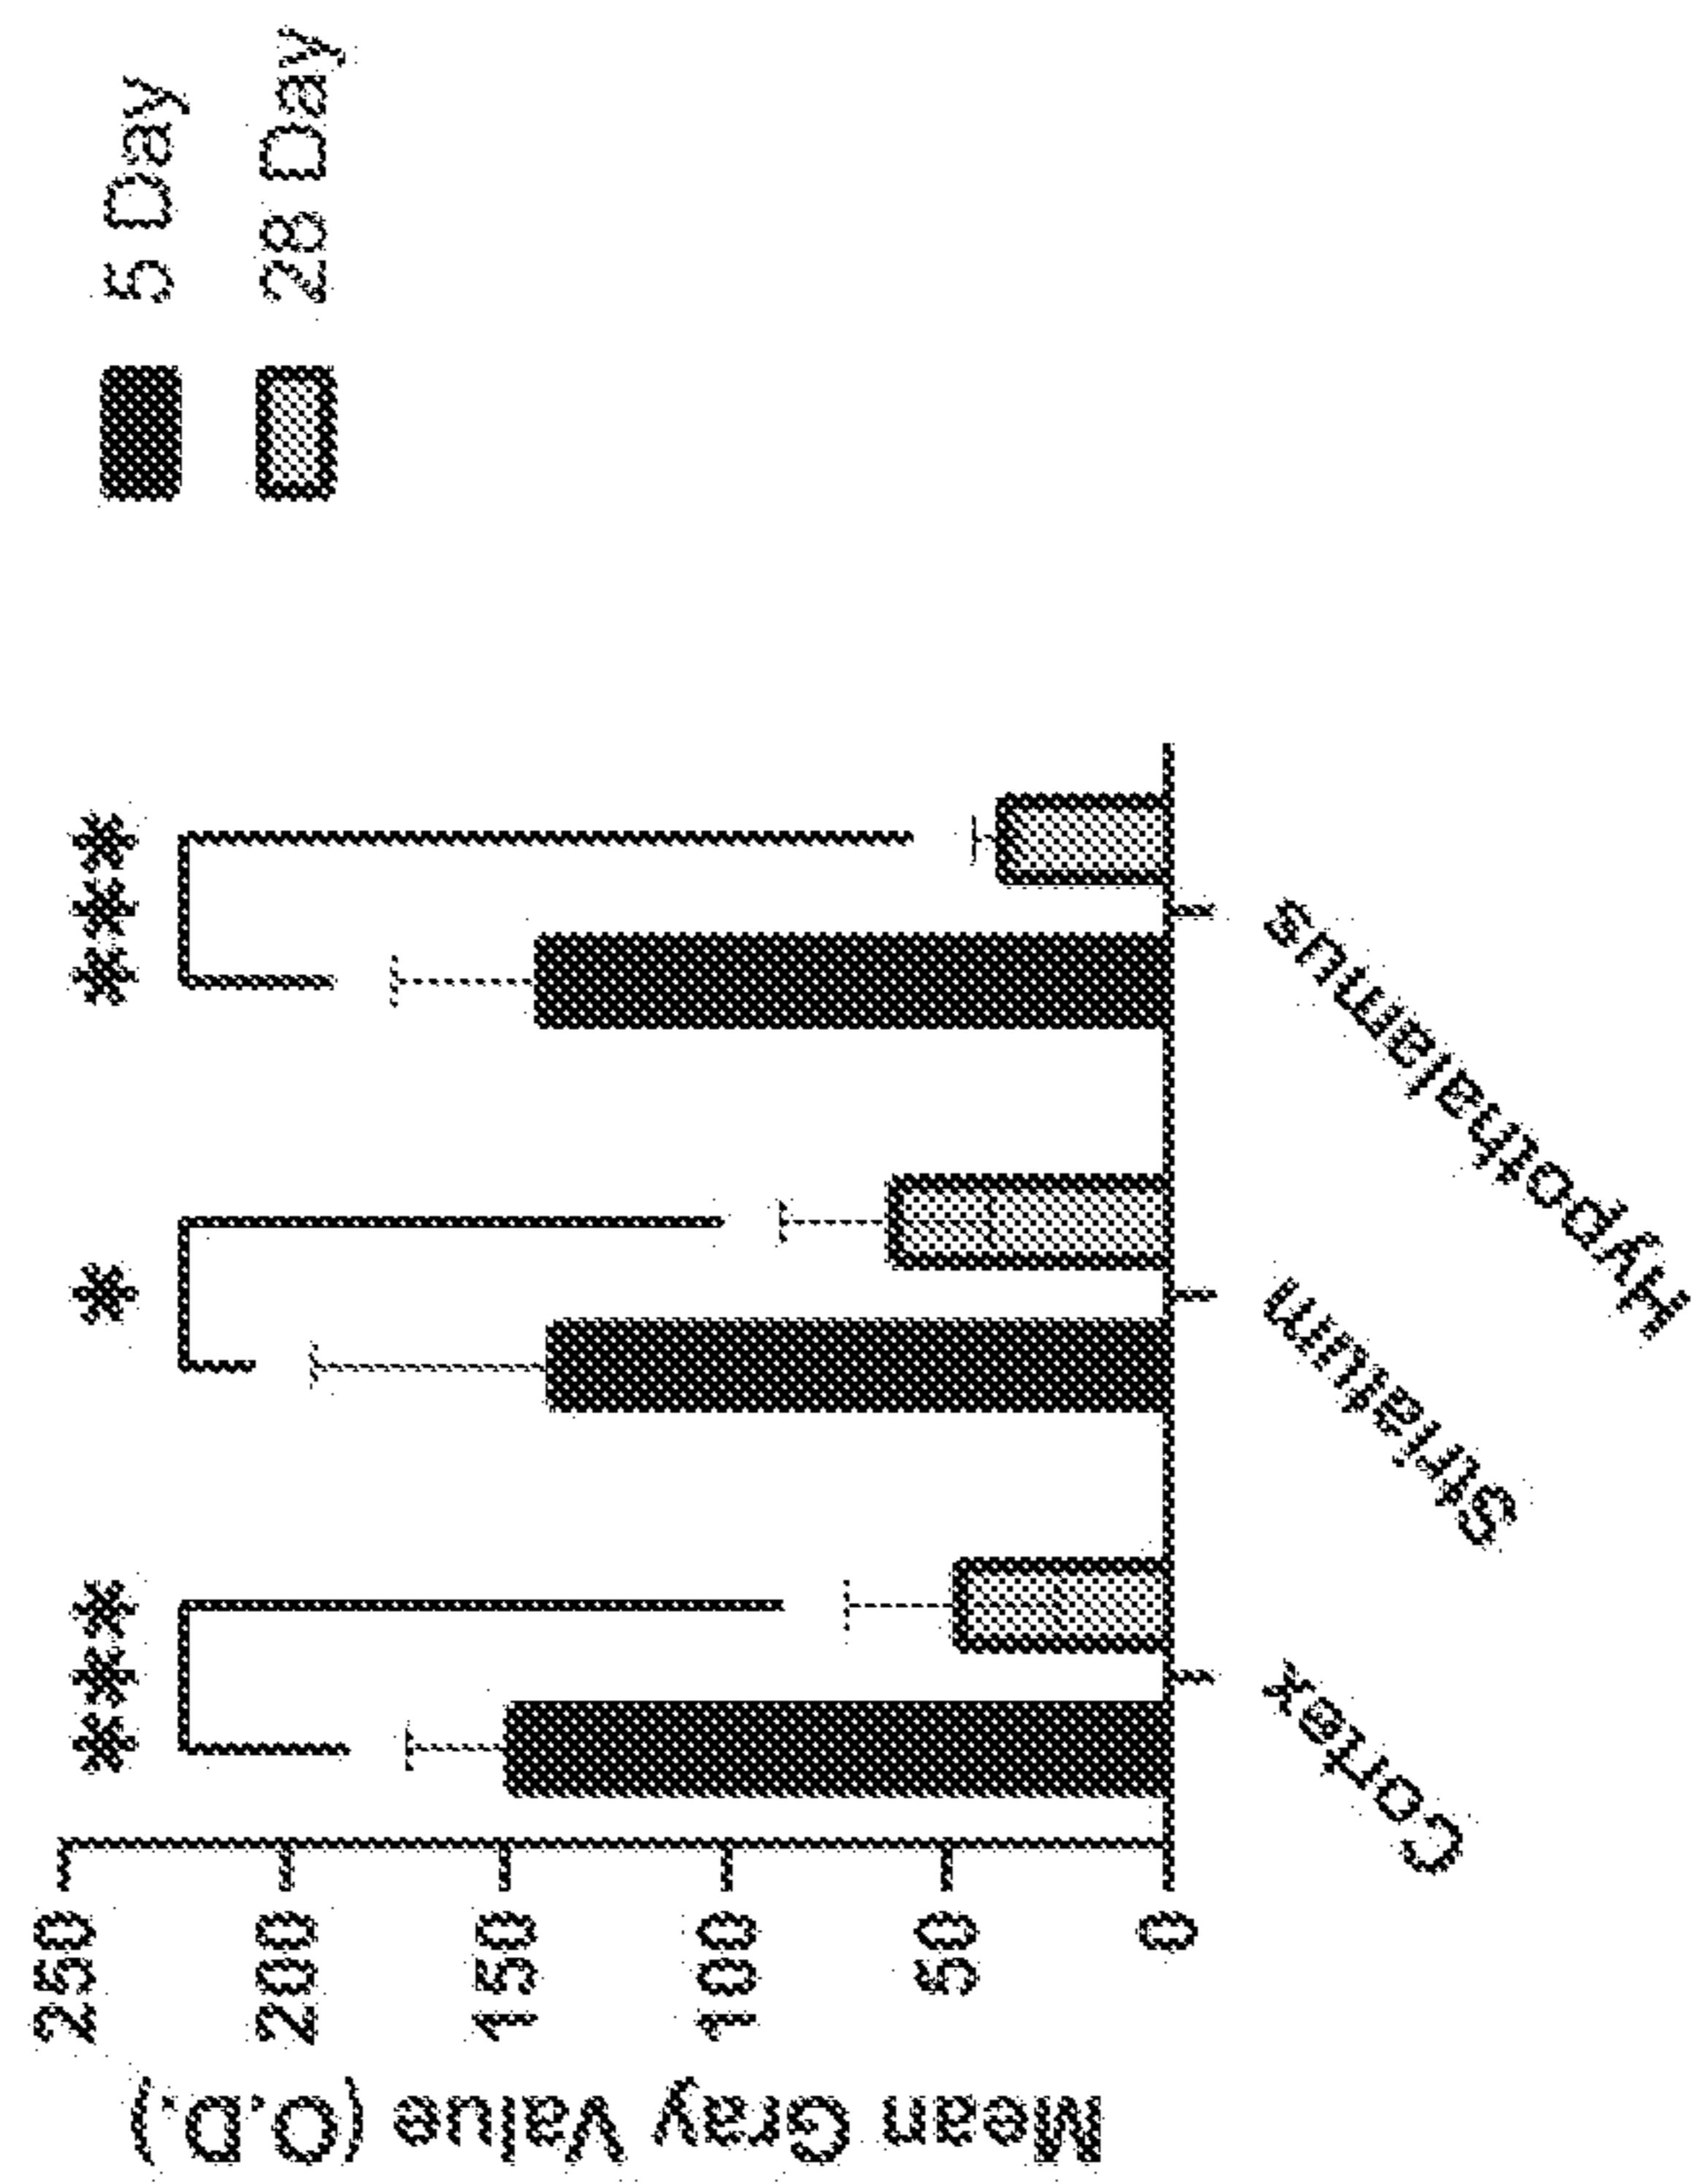 5 Day
28 Day
***
*
***
250
200
150
100
50
0
Mean Gray Value (O.D.)
Cortex
Striatum
Hypothalamus